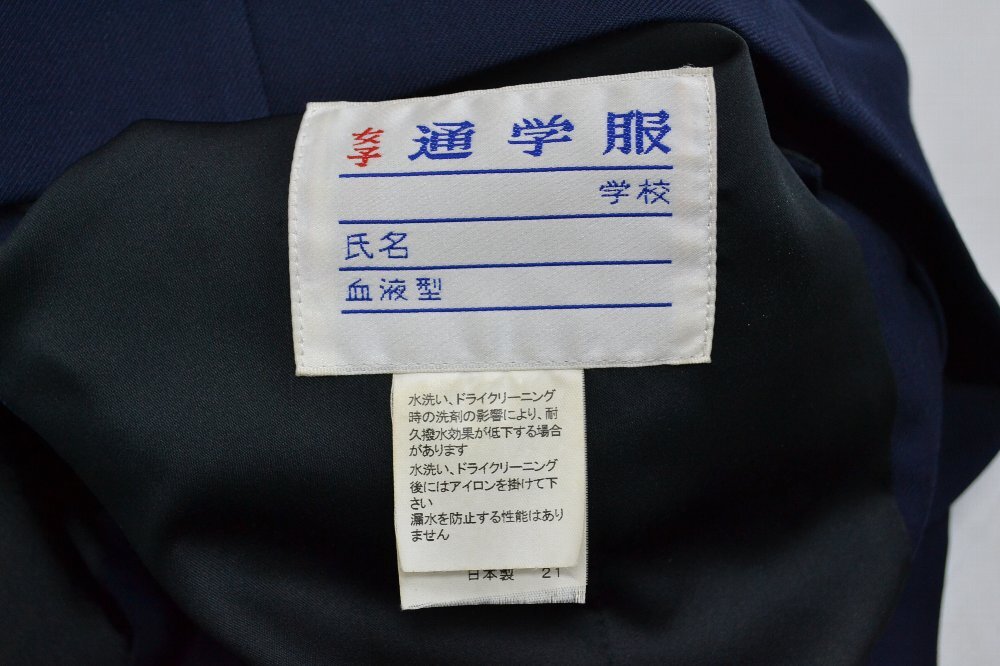 女子 通学服
学校
氏名
血液型
水洗い、ドライクリーニング
時の洗剤の影響により、耐
久撥水効果が低下する場合
があります
水洗い、ドライクリーニング
後にはアイロンを掛けて下
さい
漏水を防止する性能はあり
ません
日本製 21